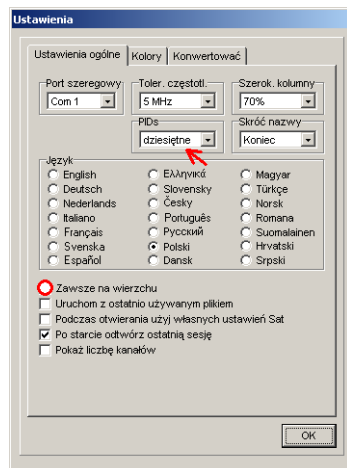 Ustawienia
Ustawienia ogólne Kolory Konwertować
Port szeregowy Toler. częstotl. Szerok. kolumny
Com 1 5 MHz 70%
PIDs Skróć nazwy
dziesiętne Koniec
Język
English Ελληνικά Magyar
Deutsch Slovensky Türkçe
Nederlands Česky Norsk
Italiano Português Romana
Français Русский Suomalainen
Svenska Polski Hrvatski
Español Dansk Srpski
Zawsze na wierzchu
Uruchom z ostatnio używanym plikiem
Podczas otwierania użyj własnych ustawień Sat
Po starcie odtwórz ostatnią sesję
Pokaż liczbę kanałów
OK